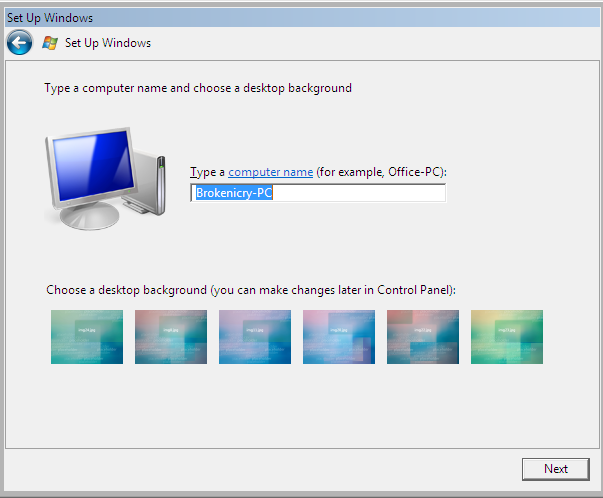 Set Up Windows
Set Up Windows
Type a computer name and choose a desktop background
Type a computer name (for example, Office-PC):
Brokenicry-PC
Choose a desktop background (you can make changes later in Control Panel):
Next